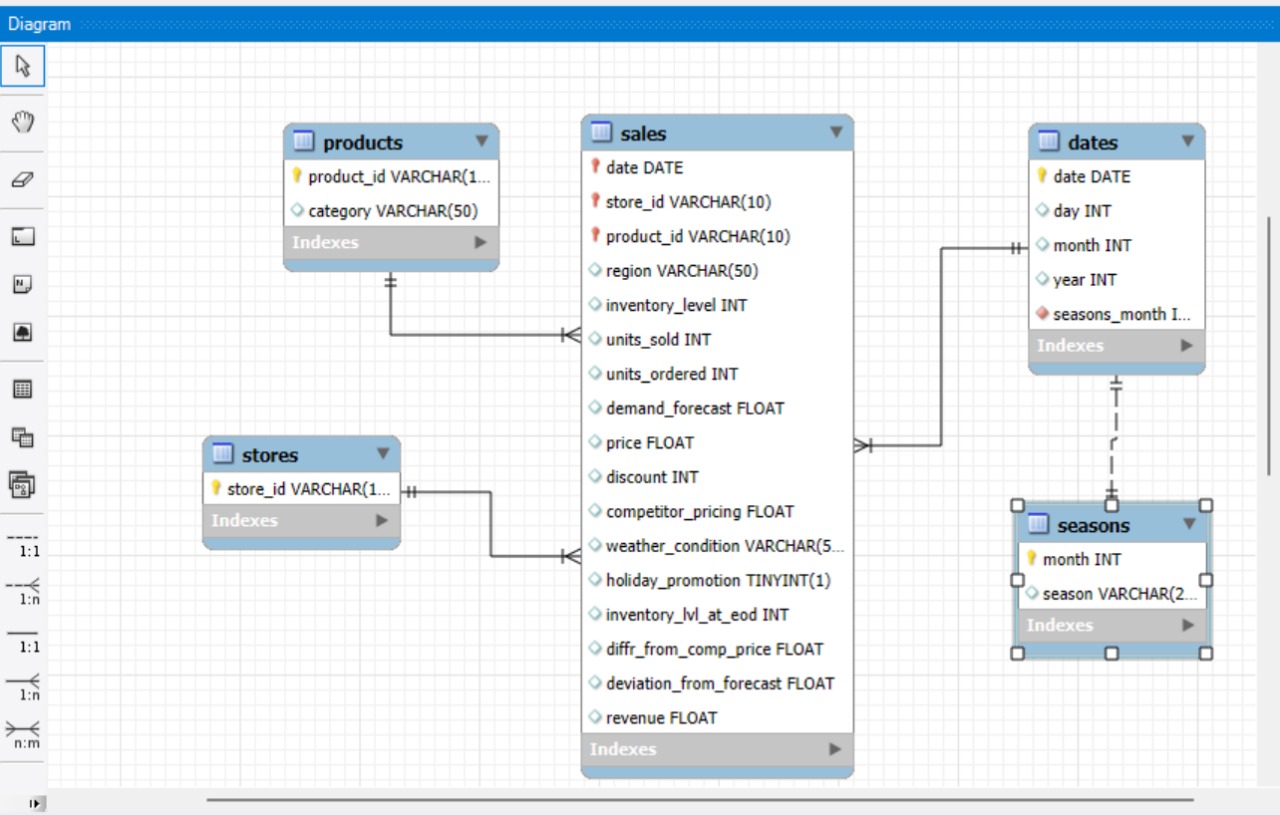 Diagram
products
product_id VARCHAR(1...
category VARCHAR(50)
Indexes
stores
store_id VARCHAR(1...
Indexes
sales
date DATE
store_id VARCHAR(10)
product_id VARCHAR(10)
region VARCHAR(50)
inventory_level INT
units_sold INT
units_ordered INT
demand_forecast FLOAT
price FLOAT
discount INT
competitor_pricing FLOAT
weather_condition VARCHAR(5...
holiday_promotion TINYINT(1)
inventory_lvl_at_eod INT
diffr_from_comp_price FLOAT
deviation_from_forecast FLOAT
revenue FLOAT
Indexes
dates
date DATE
day INT
month INT
year INT
seasons_month I...
Indexes
seasons
month INT
season VARCHAR(2...
Indexes
1:1
1:n
1:1
1:n
n:m